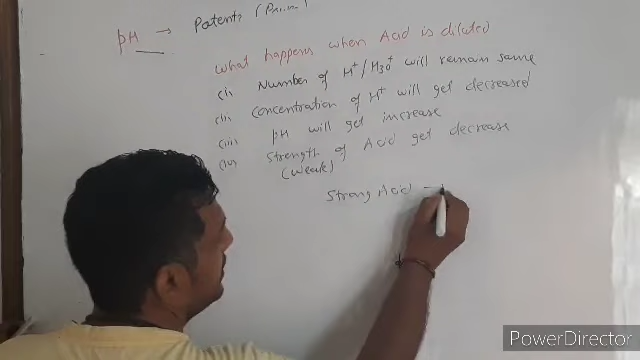 pH → Potenz (
What happens when Acid is diluted
(i) Number of H⁺/H₃O⁺ will remain same
(ii) Concentration of H⁺ will get decreased
(iii) pH will get increase
(iv) Strength of Acid get decrease
(weak)
Strong Acid —
PowerDirector